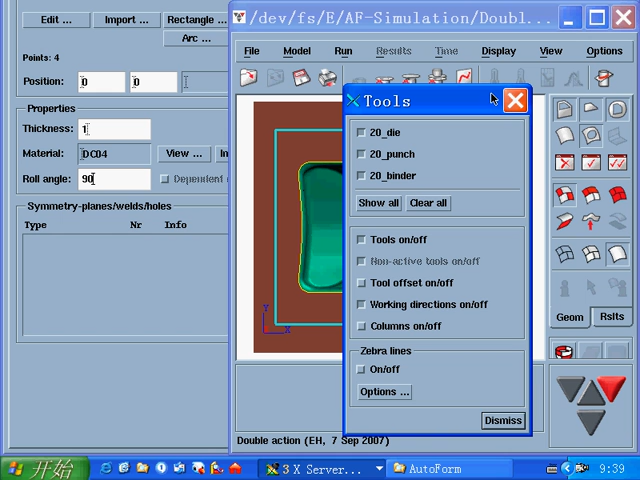 Edit ...
Import ...
Rectangle ...
Arc ...
Points: 4
Position:
0
0
Properties
Thickness:
1
Material:
DC04
View ...
Roll angle:
90
Dependent
Symmetry-planes/welds/holes
Type
Nr
Info
/dev/fs/E/AF-Simulation/Doubl...
File
Model
Run
Results
Time
Display
View
Options
Tools
20_die
20_punch
20_binder
Show all
Clear all
Tools on/off
Non-active tools on/off
Tool offset on/off
Working directions on/off
Columns on/off
Zebra lines
On/off
Options ...
Dismiss
Y
X
Geom
Rslts
Double action (EH, 7 Sep 2007)
开始
3 X Server...
AutoForm
9:39